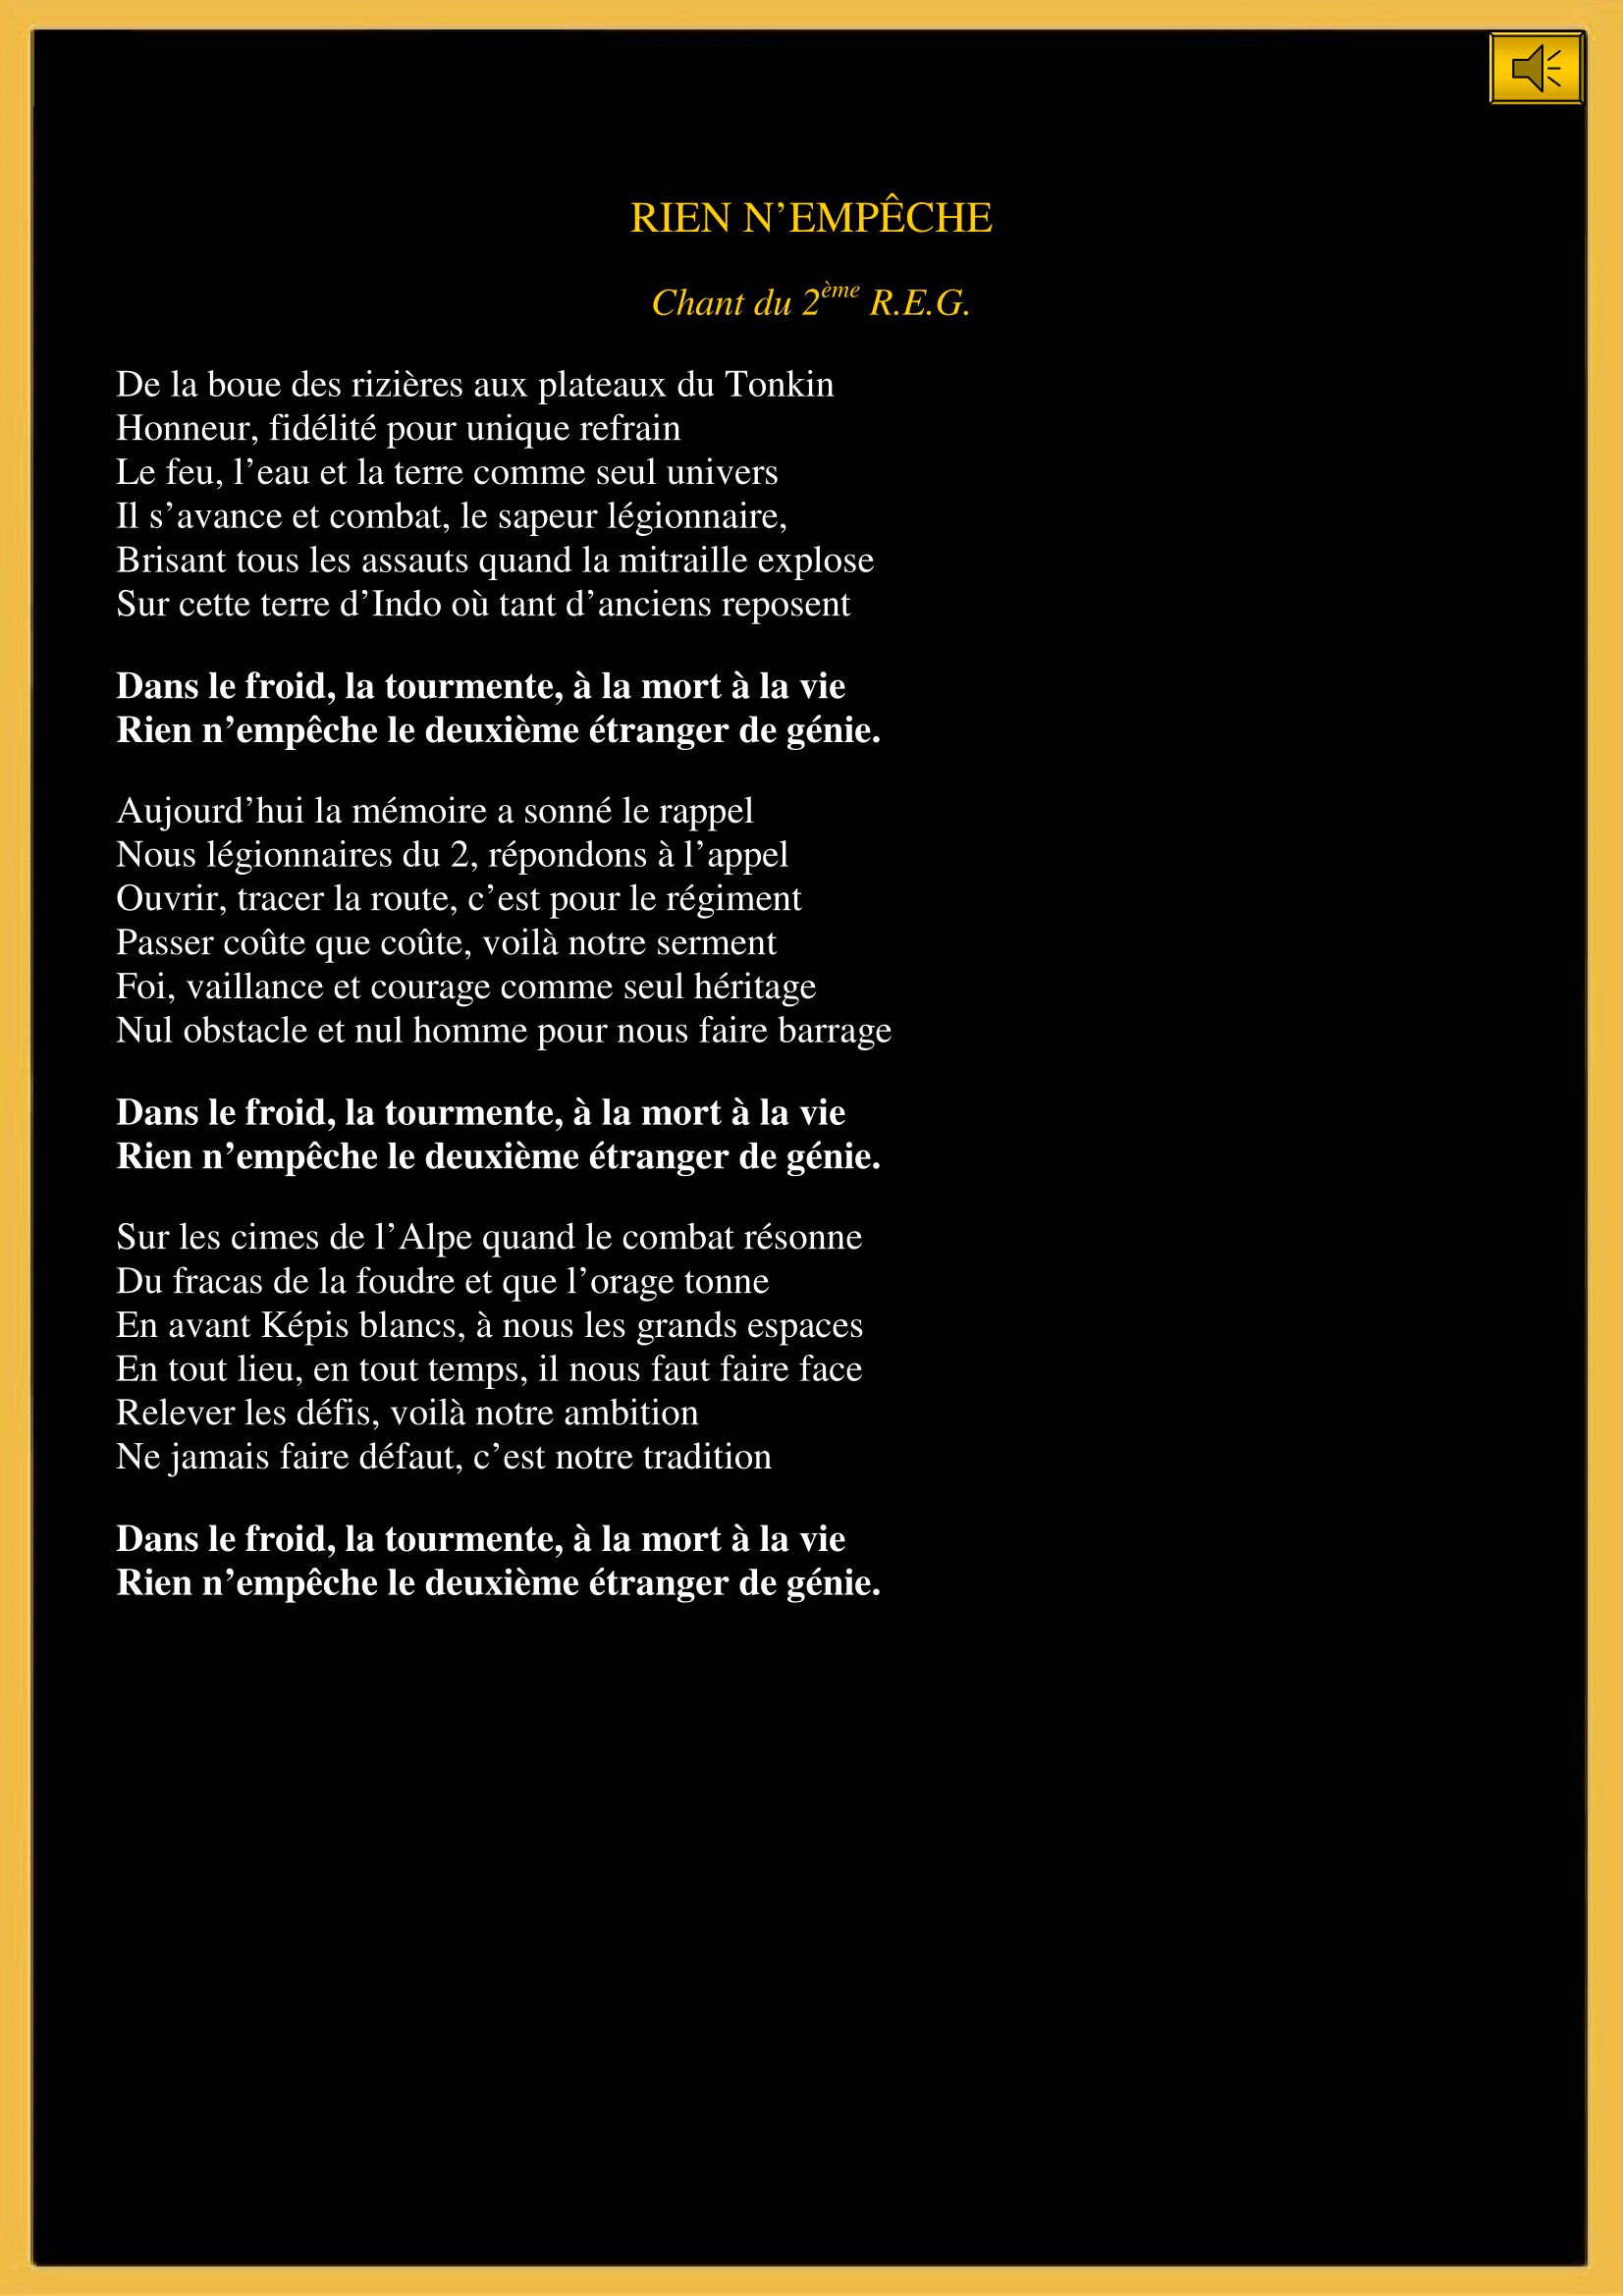 RIEN N’EMPÊCHE
Chant du 2ème R.E.G.
De la boue des rizières aux plateaux du Tonkin
Honneur, fidélité pour unique refrain
Le feu, l’eau et la terre comme seul univers
Il s’avance et combat, le sapeur légionnaire,
Brisant tous les assauts quand la mitraille explose
Sur cette terre d’Indo où tant d’anciens reposent
Dans le froid, la tourmente, à la mort à la vie
Rien n’empêche le deuxième étranger de génie.
Aujourd’hui la mémoire a sonné le rappel
Nous légionnaires du 2, répondons à l’appel
Ouvrir, tracer la route, c’est pour le régiment
Passer coûte que coûte, voilà notre serment
Foi, vaillance et courage comme seul héritage
Nul obstacle et nul homme pour nous faire barrage
Dans le froid, la tourmente, à la mort à la vie
Rien n’empêche le deuxième étranger de génie.
Sur les cimes de l’Alpe quand le combat résonne
Du fracas de la foudre et que l’orage tonne
En avant Képis blancs, à nous les grands espaces
En tout lieu, en tout temps, il nous faut faire face
Relever les défis, voilà notre ambition
Ne jamais faire défaut, c’est notre tradition
Dans le froid, la tourmente, à la mort à la vie
Rien n’empêche le deuxième étranger de génie.